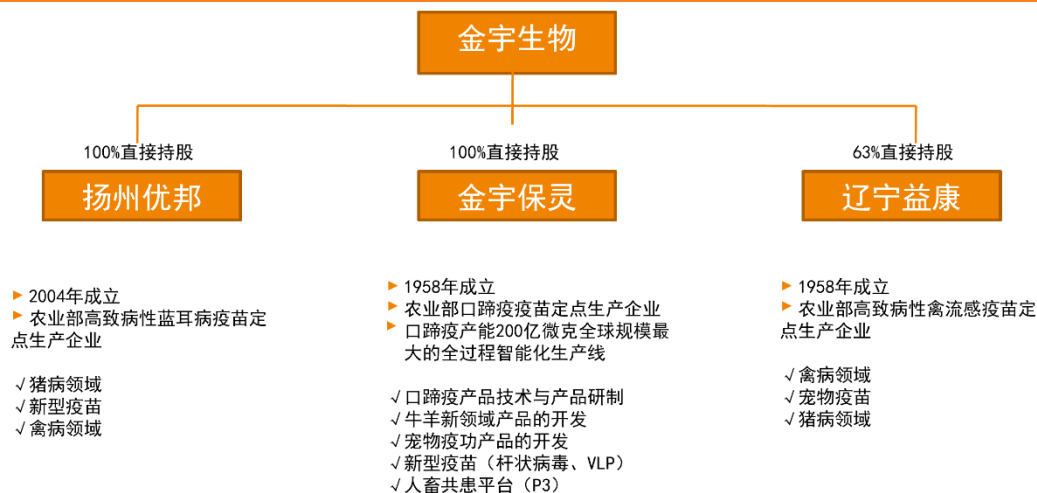 金宇生物
100%直接持股
扬州优邦
►2004年成立
►农业部高致病性蓝耳病疫苗定
点生产企业
√猪病领域
√新型疫苗
√禽病领域
100%直接持股
金宇保灵
►1958年成立
►农业部口蹄疫疫苗定点生产企业
►口蹄疫产能200亿微克全球规模最
大的全过程智能化生产线
√口蹄疫产品技术与产品研制
√牛羊新领域产品的开发
√宠物疫功产品的开发
√新型疫苗（杆状病毒、VLP）
√人畜共患平台（P3）
63%直接持股
辽宁益康
►1958年成立
►农业部高致病性禽流感疫苗定
点生产企业
√禽病领域
√宠物疫苗
√猪病领域